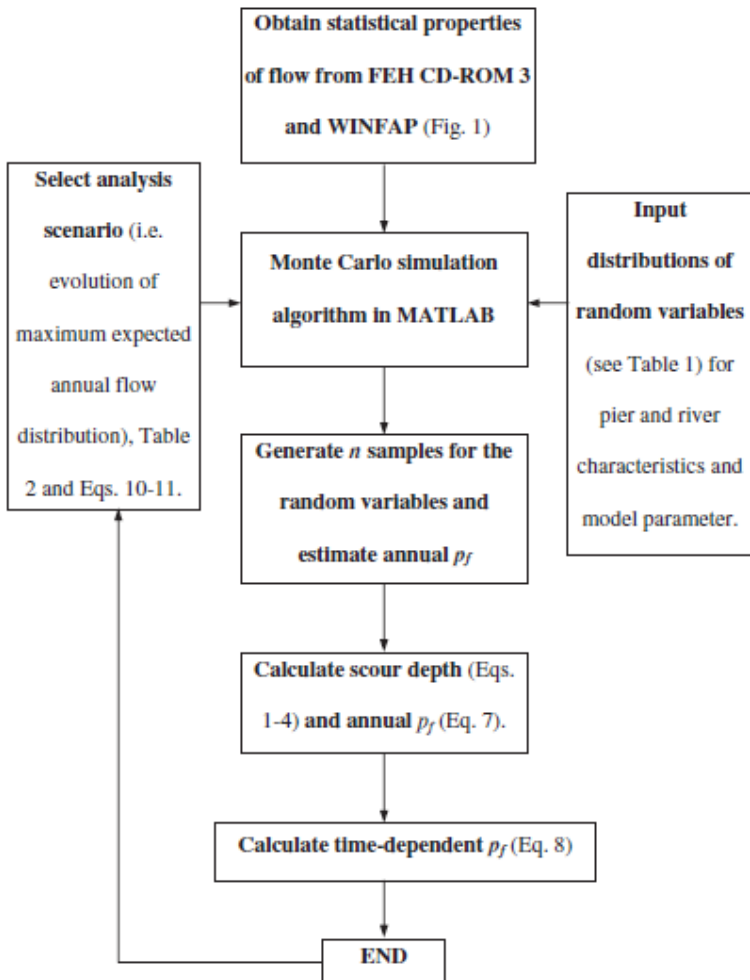 Obtain statistical properties
of flow from FEH CD-ROM 3
and WINFAP (Fig. 1)
Select analysis
scenario (i.e.
evolution of
maximum expected
annual flow
distribution), Table
2 and Eqs. 10-11.
Monte Carlo simulation
algorithm in MATLAB
Input
distributions of
random variables
(see Table 1) for
pier and river
characteristics and
model parameter.
Generate n samples for the
random variables and
estimate annual pf
Calculate scour depth (Eqs.
1-4) and annual pf (Eq. 7).
Calculate time-dependent pf (Eq. 8)
END